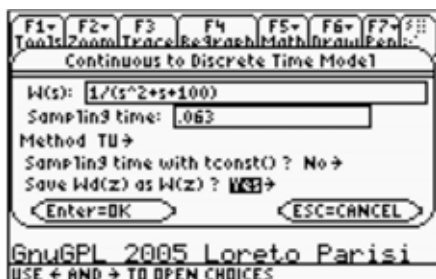 F1▾ F2▾ F3 F4 F5▾ F6▾ F7▾
Tools Zoom Trace ReGraph Math Draw Pen
Continuous to Discrete Time Model
W(s): 1/(s^2+s+100)
Sampling time: .063
Method TU→
Sampling time with tconst() ? No→
Save Wd(z) as W(z) ? Yes→
Enter=OK ESC=CANCEL
GnuGPL 2005 Loreto Parisi
USE ← AND → TO OPEN CHOICES